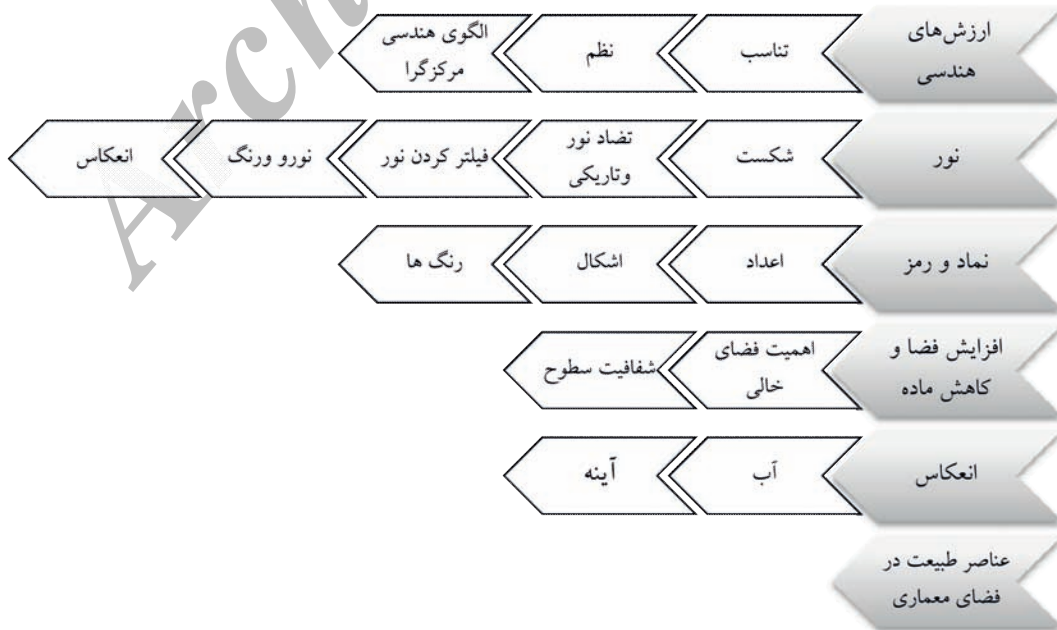 ارزش‌های
هندسی
تناسب
نظم
الگوی هندسی
مرکزگرا
نور
شکست
تضاد نور
وتاریکی
فیلتر کردن نور
نورو ورنگ
انعکاس
نماد و رمز
اعداد
اشکال
رنگ ها
افزایش فضا و
کاهش ماده
اهمیت فضای
خالی
شفافیت سطوح
انعکاس
آب
آینه
عناصر طبیعت در
فضای معماری
Arch